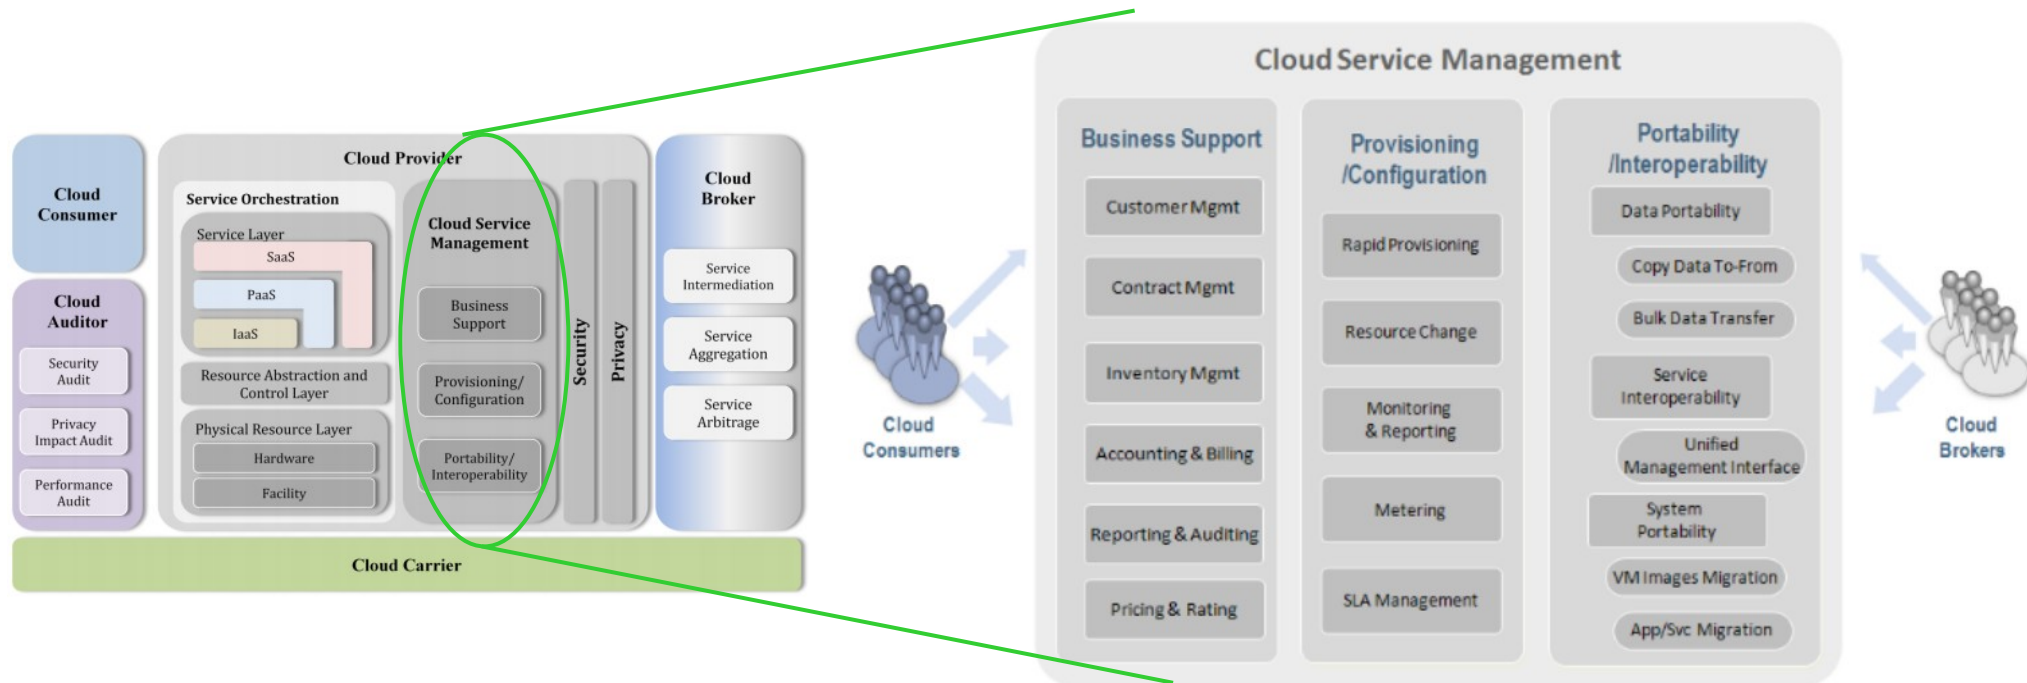 Cloud
Consumer
Cloud
Auditor
Security
Audit
Privacy
Impact Audit
Performance
Audit
Cloud Provider
Service Orchestration
Service Layer
SaaS
PaaS
IaaS
Resource Abstraction and
Control Layer
Physical Resource Layer
Hardware
Facility
Cloud Service
Management
Business
Support
Provisioning/
Configuration
Portability/
Interoperability
Security
Privacy
Cloud
Broker
Service
Intermediation
Service
Aggregation
Service
Arbitrage
Cloud Carrier
Cloud
Consumers
Cloud Service Management
Business Support
Customer Mgmt
Contract Mgmt
Inventory Mgmt
Accounting & Billing
Reporting & Auditing
Pricing & Rating
Provisioning
/Configuration
Rapid Provisioning
Resource Change
Monitoring
& Reporting
Metering
SLA Management
Portability
/Interoperability
Data Portability
Copy Data To-From
Bulk Data Transfer
Service
Interoperability
Unified
Management Interface
System
Portability
VM Images Migration
App/Svc Migration
Cloud
Brokers